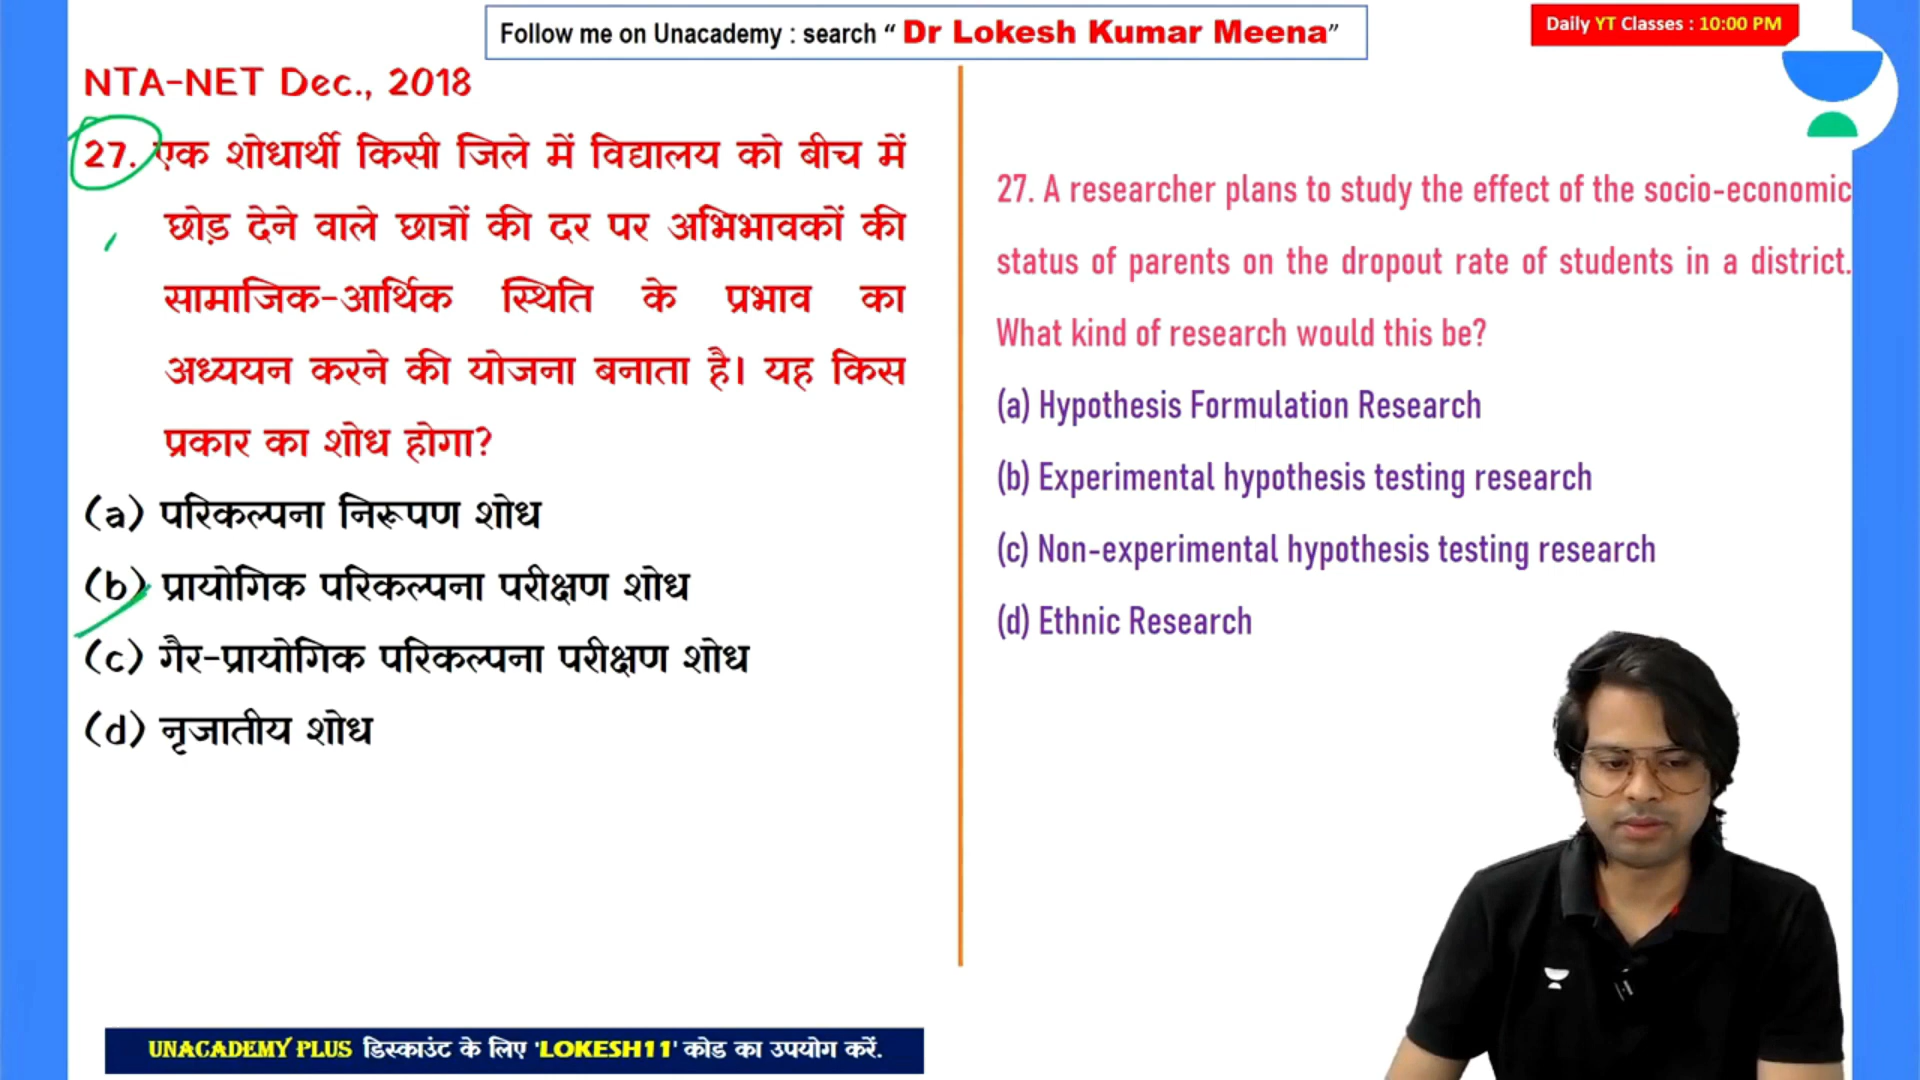 Follow me on Unacademy : search “ Dr Lokesh Kumar Meena”
Daily YT Classes : 10:00 PM
NTA-NET Dec., 2018
27. एक शोधार्थी किसी जिले में विद्यालय को बीच में
छोड़ देने वाले छात्रों की दर पर अभिभावकों की
सामाजिक-आर्थिक स्थिति के प्रभाव का
अध्ययन करने की योजना बनाता है। यह किस
प्रकार का शोध होगा?
(a) परिकल्पना निरूपण शोध
(b) प्रायोगिक परिकल्पना परीक्षण शोध
(c) गैर-प्रायोगिक परिकल्पना परीक्षण शोध
(d) नृजातीय शोध
27. A researcher plans to study the effect of the socio-economic
status of parents on the dropout rate of students in a district.
What kind of research would this be?
(a) Hypothesis Formulation Research
(b) Experimental hypothesis testing research
(c) Non-experimental hypothesis testing research
(d) Ethnic Research
UNACADEMY PLUS डिस्काउंट के लिए 'LOKESH11' कोड का उपयोग करें.